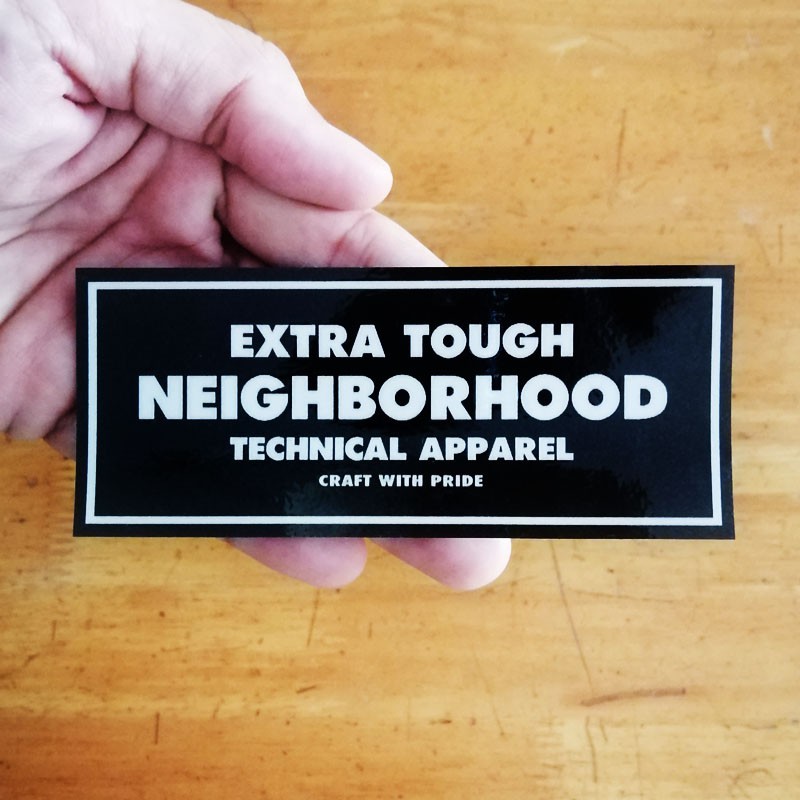 EXTRA TOUGH
NEIGHBORHOOD
TECHNICAL APPAREL
CRAFT WITH PRIDE